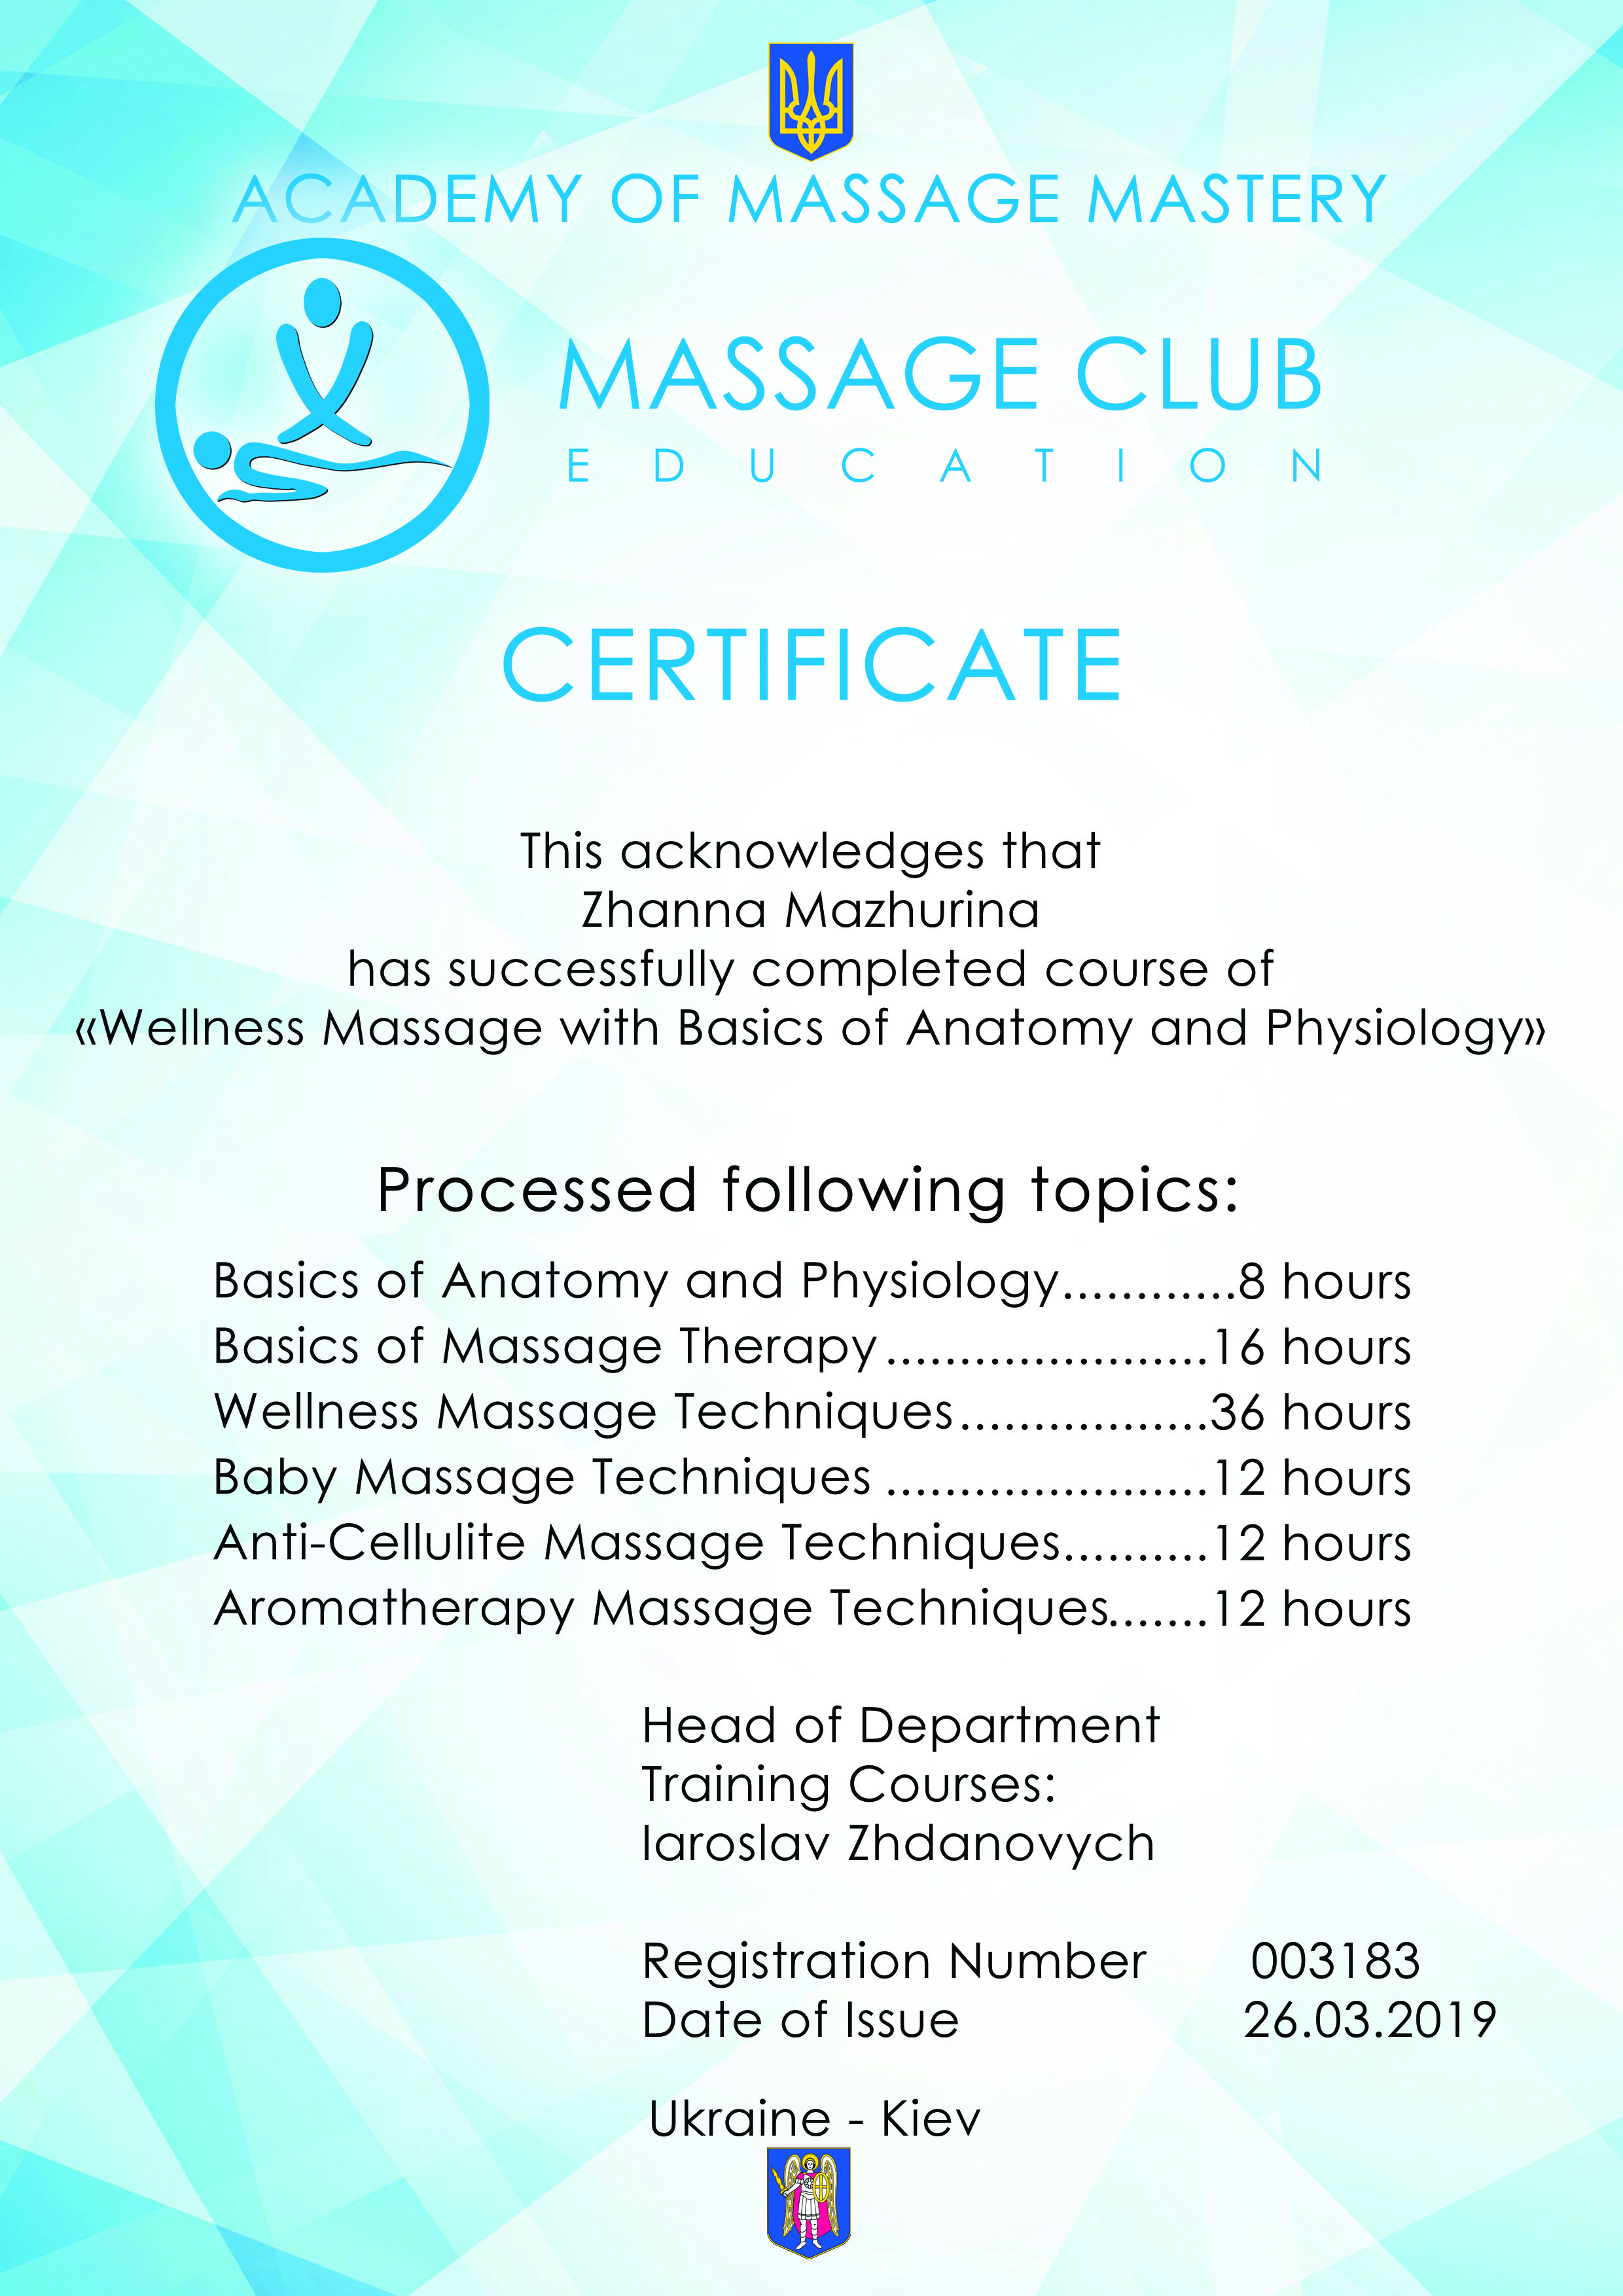 ACADEMY OF MASSAGE MASTERY
MASSAGE CLUB
EDUCATION
CERTIFICATE
This acknowledges that
Zhanna Mazhurina
has successfully completed course of
«Wellness Massage with Basics of Anatomy and Physiology»
Processed following topics:
Basics of Anatomy and Physiology............8 hours
Basics of Massage Therapy......................16 hours
Wellness Massage Techniques.................36 hours
Baby Massage Techniques ......................12 hours
Anti-Cellulite Massage Techniques..........12 hours
Aromatherapy Massage Techniques.......12 hours
Head of Department
Training Courses:
Iaroslav Zhdanovych
Registration Number 003183
Date of Issue 26.03.2019
Ukraine - Kiev